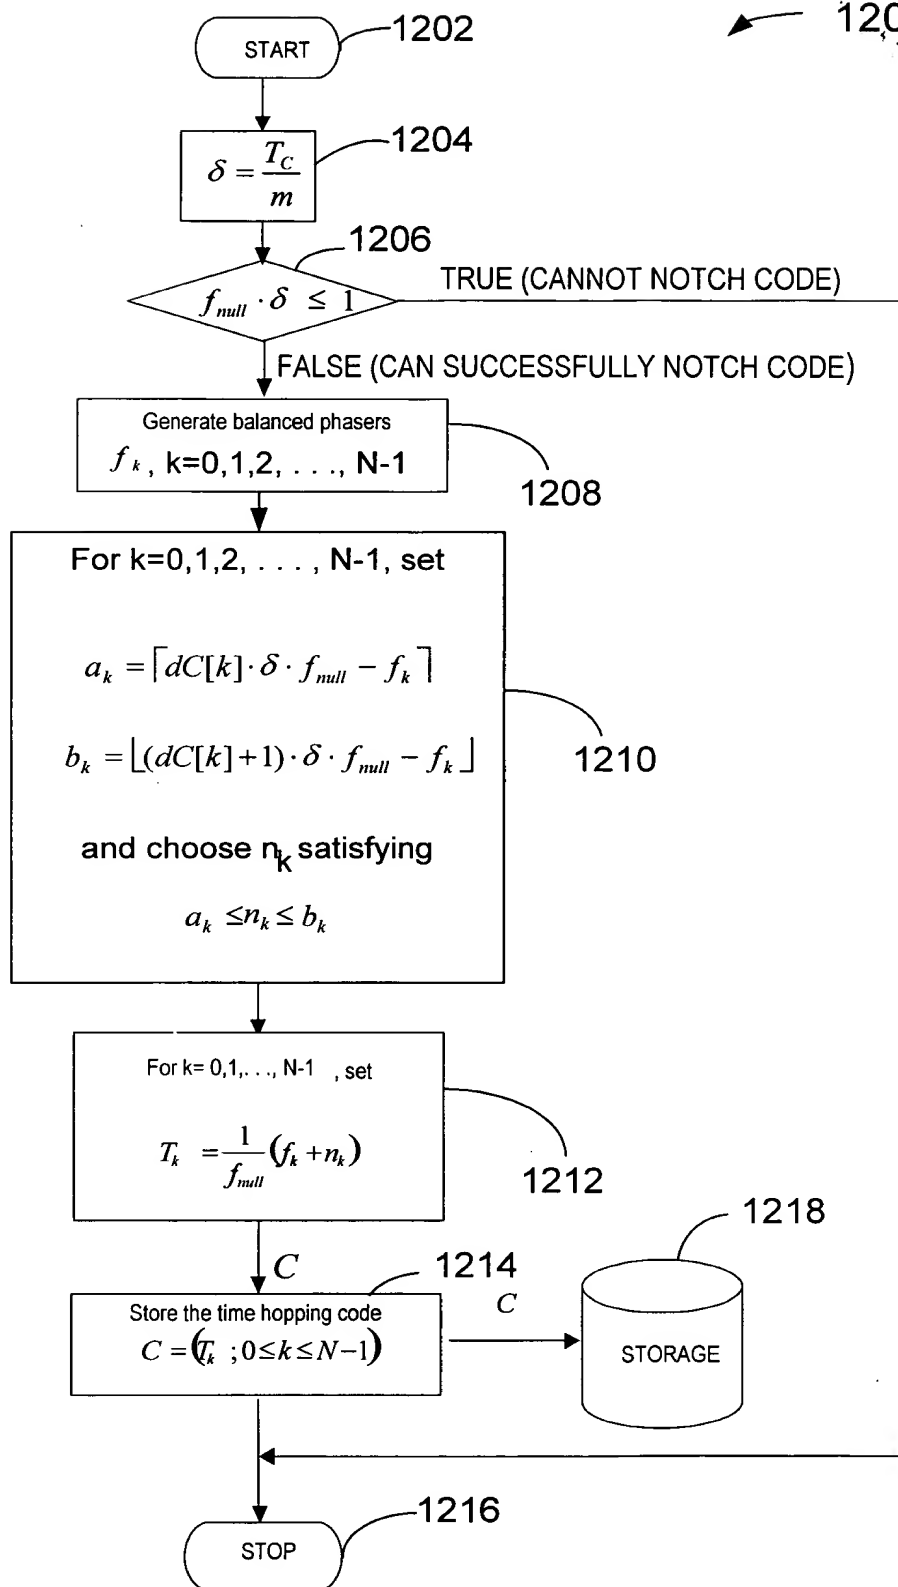 START
1202
δ = T_C / m
1204
1206
f_null · δ ≤ 1
TRUE (CANNOT NOTCH CODE)
FALSE (CAN SUCCESSFULLY NOTCH CODE)
Generate balanced phasers
f_k, k=0,1,2, . . ., N-1
1208
For k=0,1,2, . . . , N-1, set
a_k = ⌈dC[k] · δ · f_null − f_k⌉
b_k = ⌊(dC[k]+1) · δ · f_null − f_k⌋
and choose n_k satisfying
a_k ≤ n_k ≤ b_k
1210
For k= 0,1,. . ., N-1 , set
T_k = 1 / f_null (f_k + n_k)
1212
C
1214
Store the time hopping code
C = (T_k ; 0 ≤ k ≤ N−1)
C
1218
STORAGE
STOP
1216